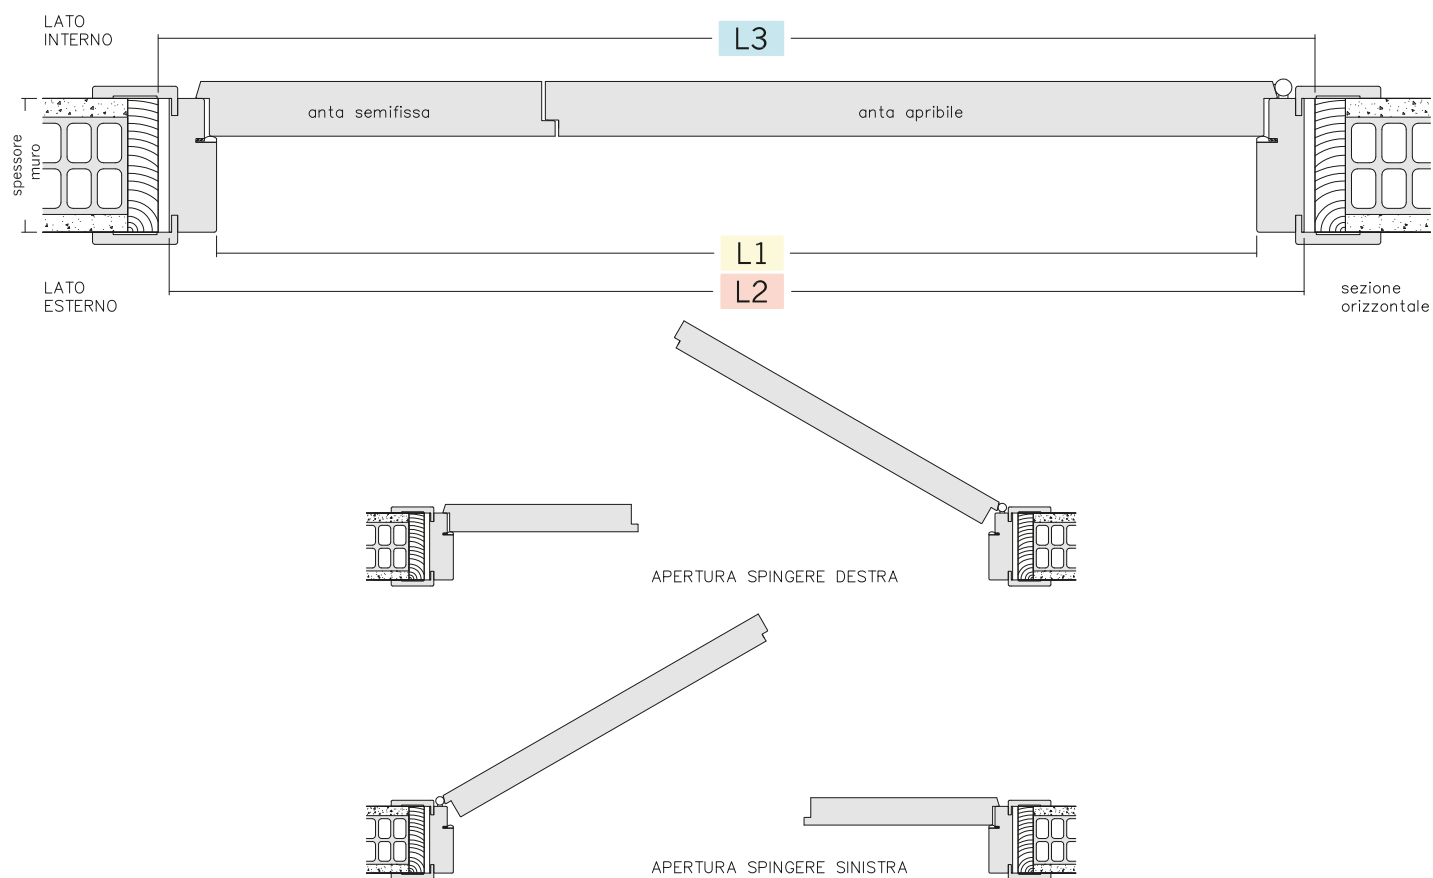 LATO
INTERNO
L3
anta semifissa
anta apribile
spessore
muro
L1
LATO
ESTERNO
L2
sezione
orizzontale
APERTURA SPINGERE DESTRA
APERTURA SPINGERE SINISTRA